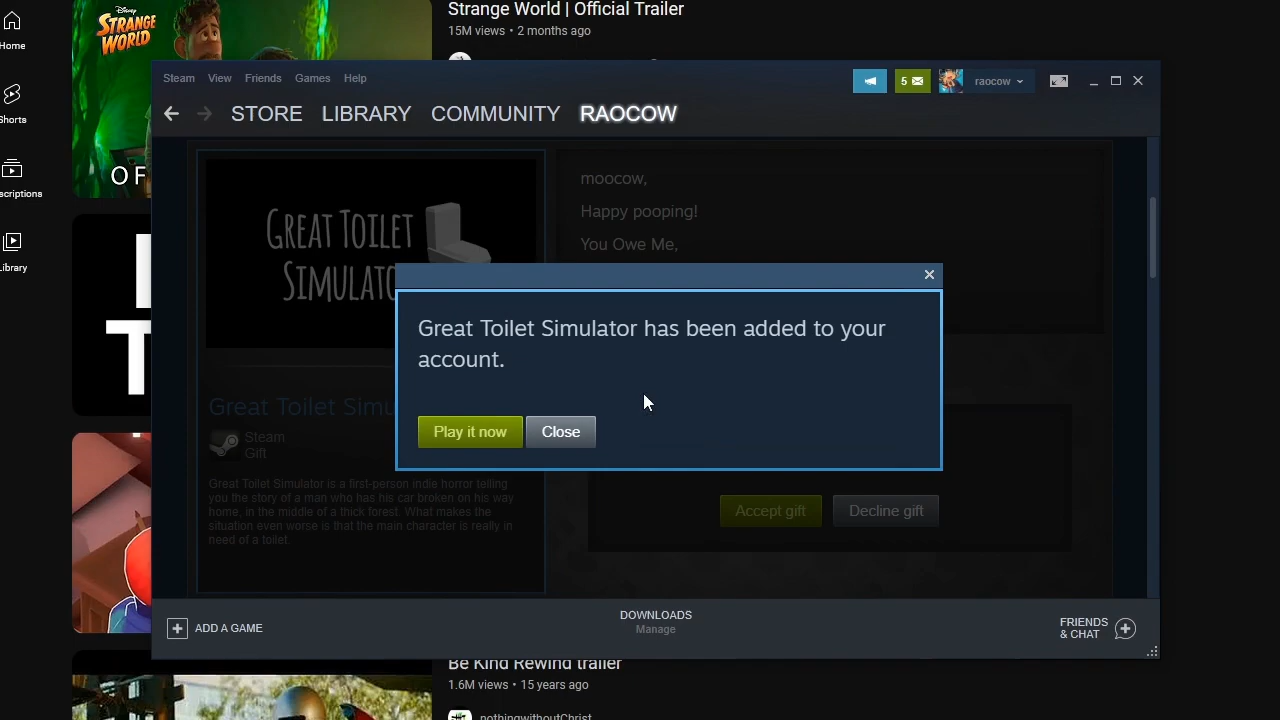 Strange World | Official Trailer
15M views • 2 months ago
Disney
STRANGE
WORLD
Home
Shorts
scriptions
Library
OF
T
Steam View Friends Games Help
5
raocow
STORE LIBRARY COMMUNITY RAOCOW
GREAT TOILET
moocow,
Happy pooping!
You Owe Me,
Great Toilet Simulator has been added to your
account.
Play it now Close
Steam
Gift
Great Toilet Simulator is a first-person indie horror telling
you the story of a man who has his car broken on his way
home, in the middle of a thick forest. What makes the
situation even worse is that the main character is really in
need of a toilet.
Accept gift Decline gift
ADD A GAME
DOWNLOADS
Manage
FRIENDS
& CHAT
Be Kind Rewind trailer
1.6M views • 15 years ago
nothingwithoutChrist